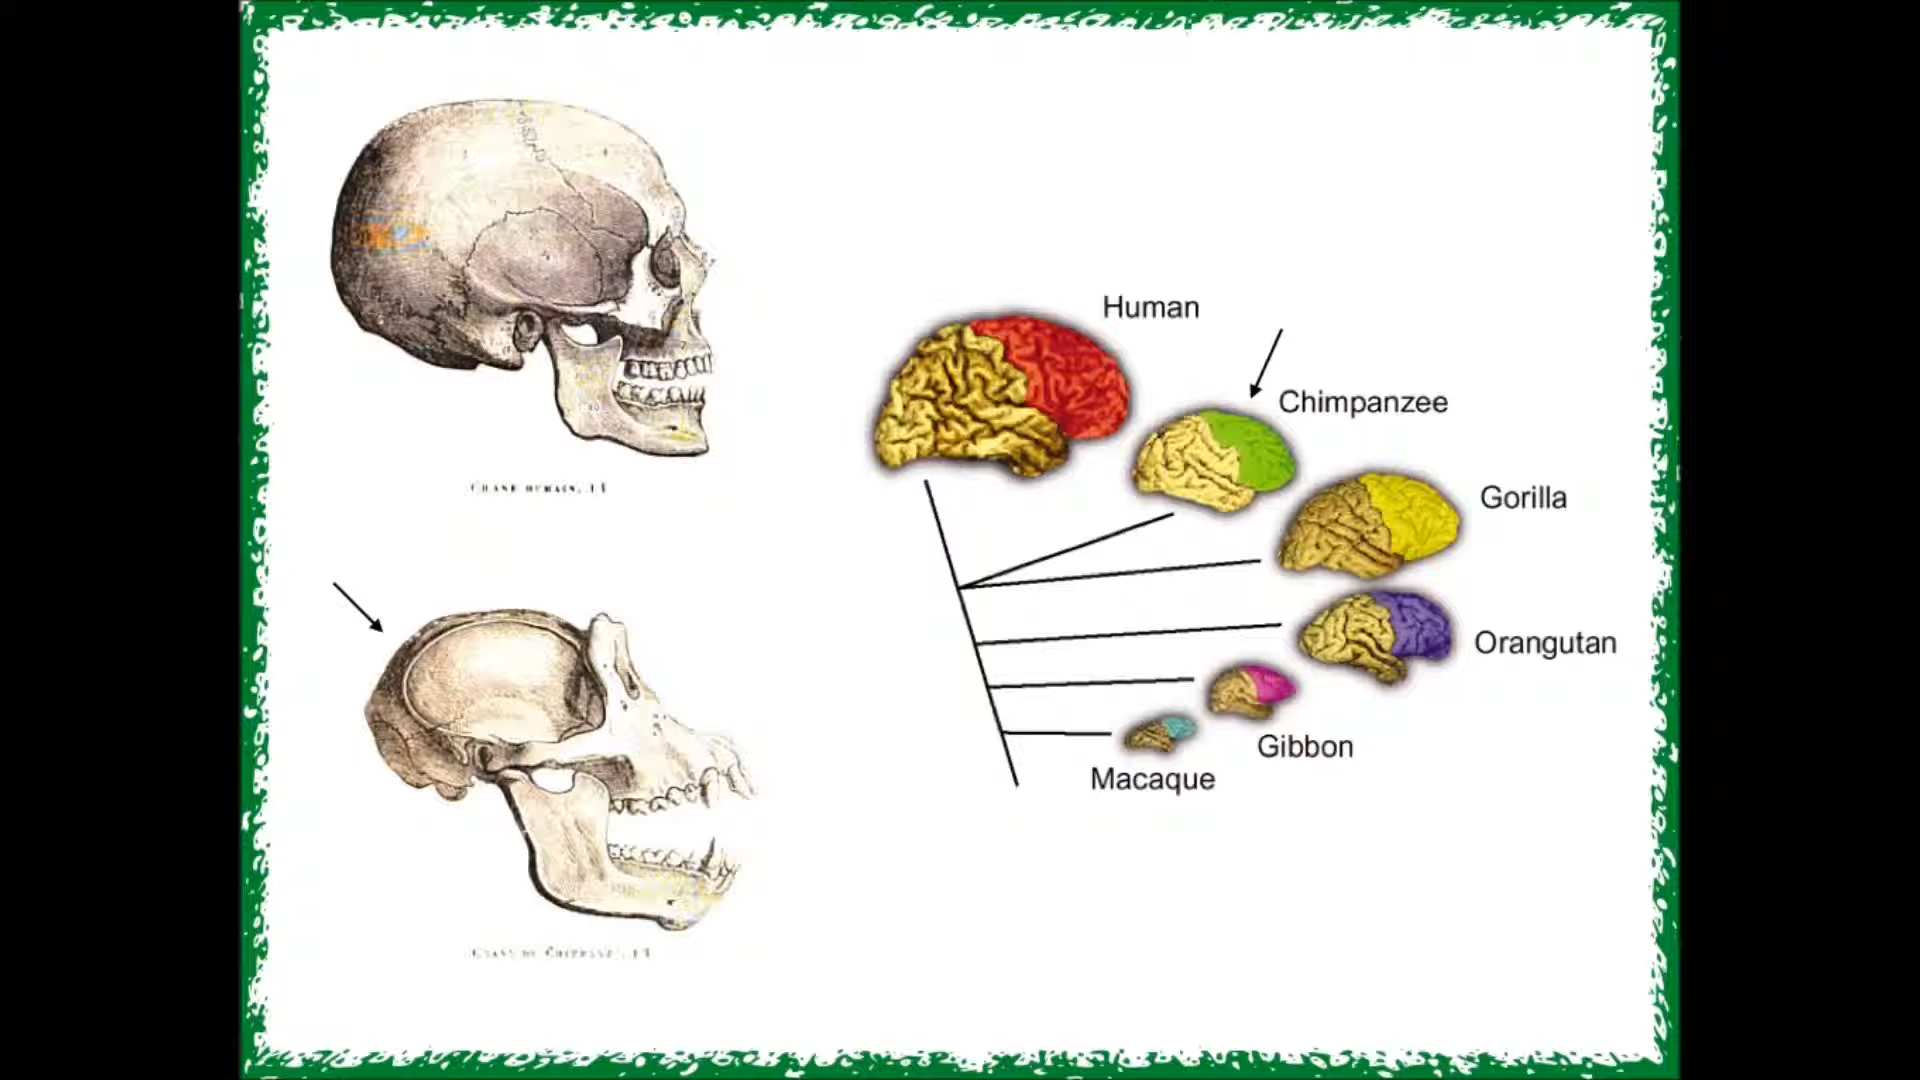 Human
Chimpanzee
Gorilla
Orangutan
Gibbon
Macaque